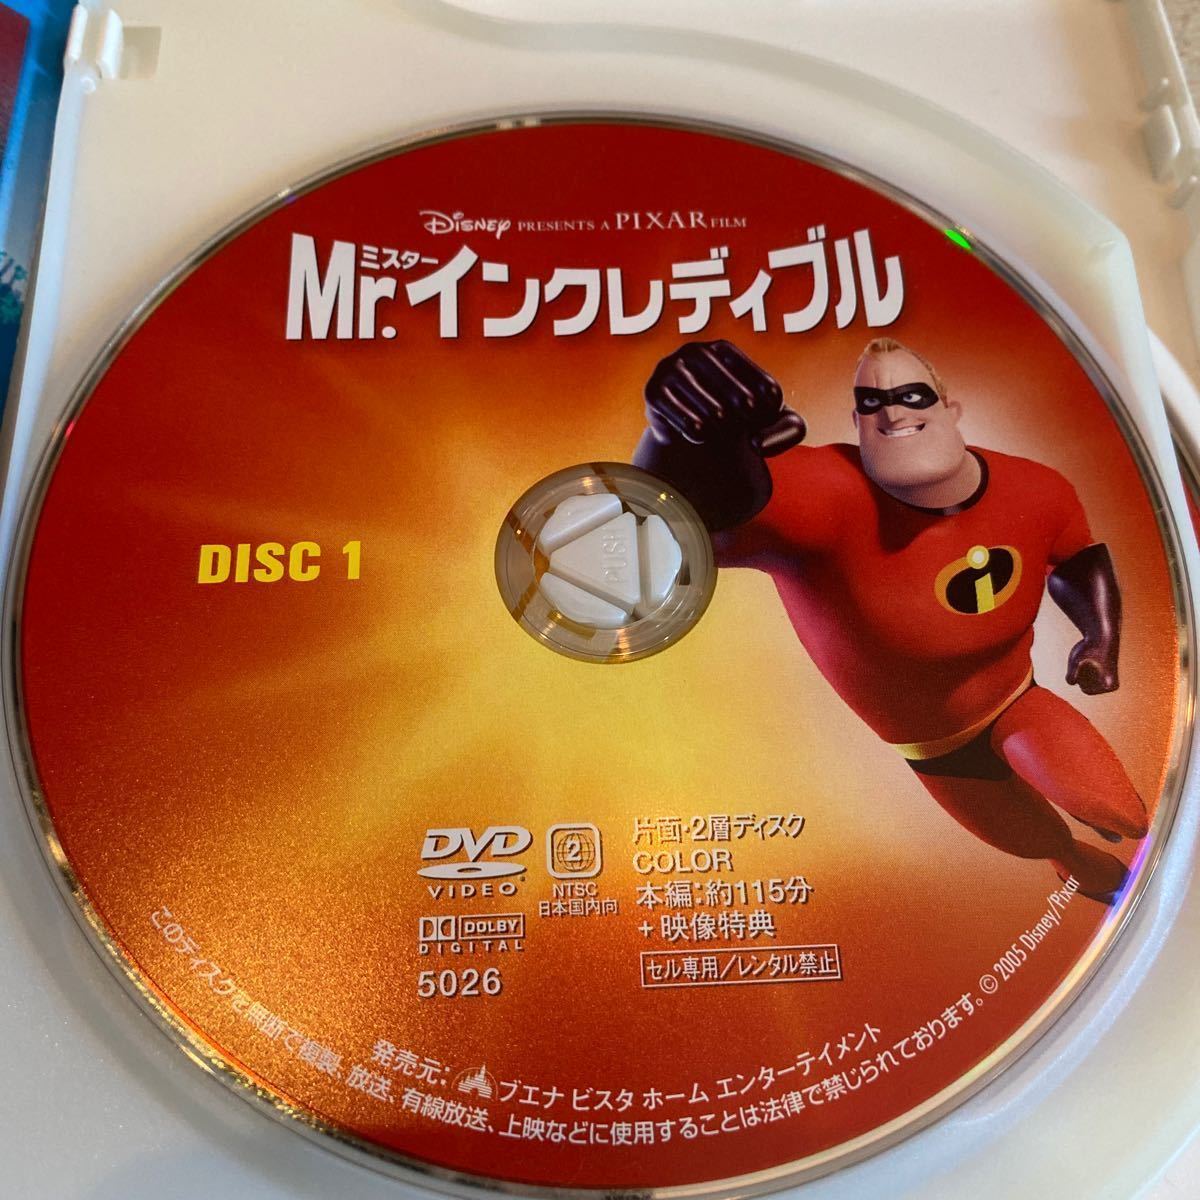 Disney PRESENTS A PIXAR FILM
ミスター
Mr.インクレディブル
DISC 1
PUSH
i
DVD
VIDEO
2
NTSC
日本国内向
片面・2層ディスク
COLOR
本編:約115分
+映像特典
DOLBY
DIGITAL
5026
セル専用/レンタル禁止
発売元: ブエナ ビスタ ホーム エンターテイメント
このディスクを無断で複製、放送、有線放送、上映などに使用することは法律で禁じられております。© 2005 Disney/Pixar